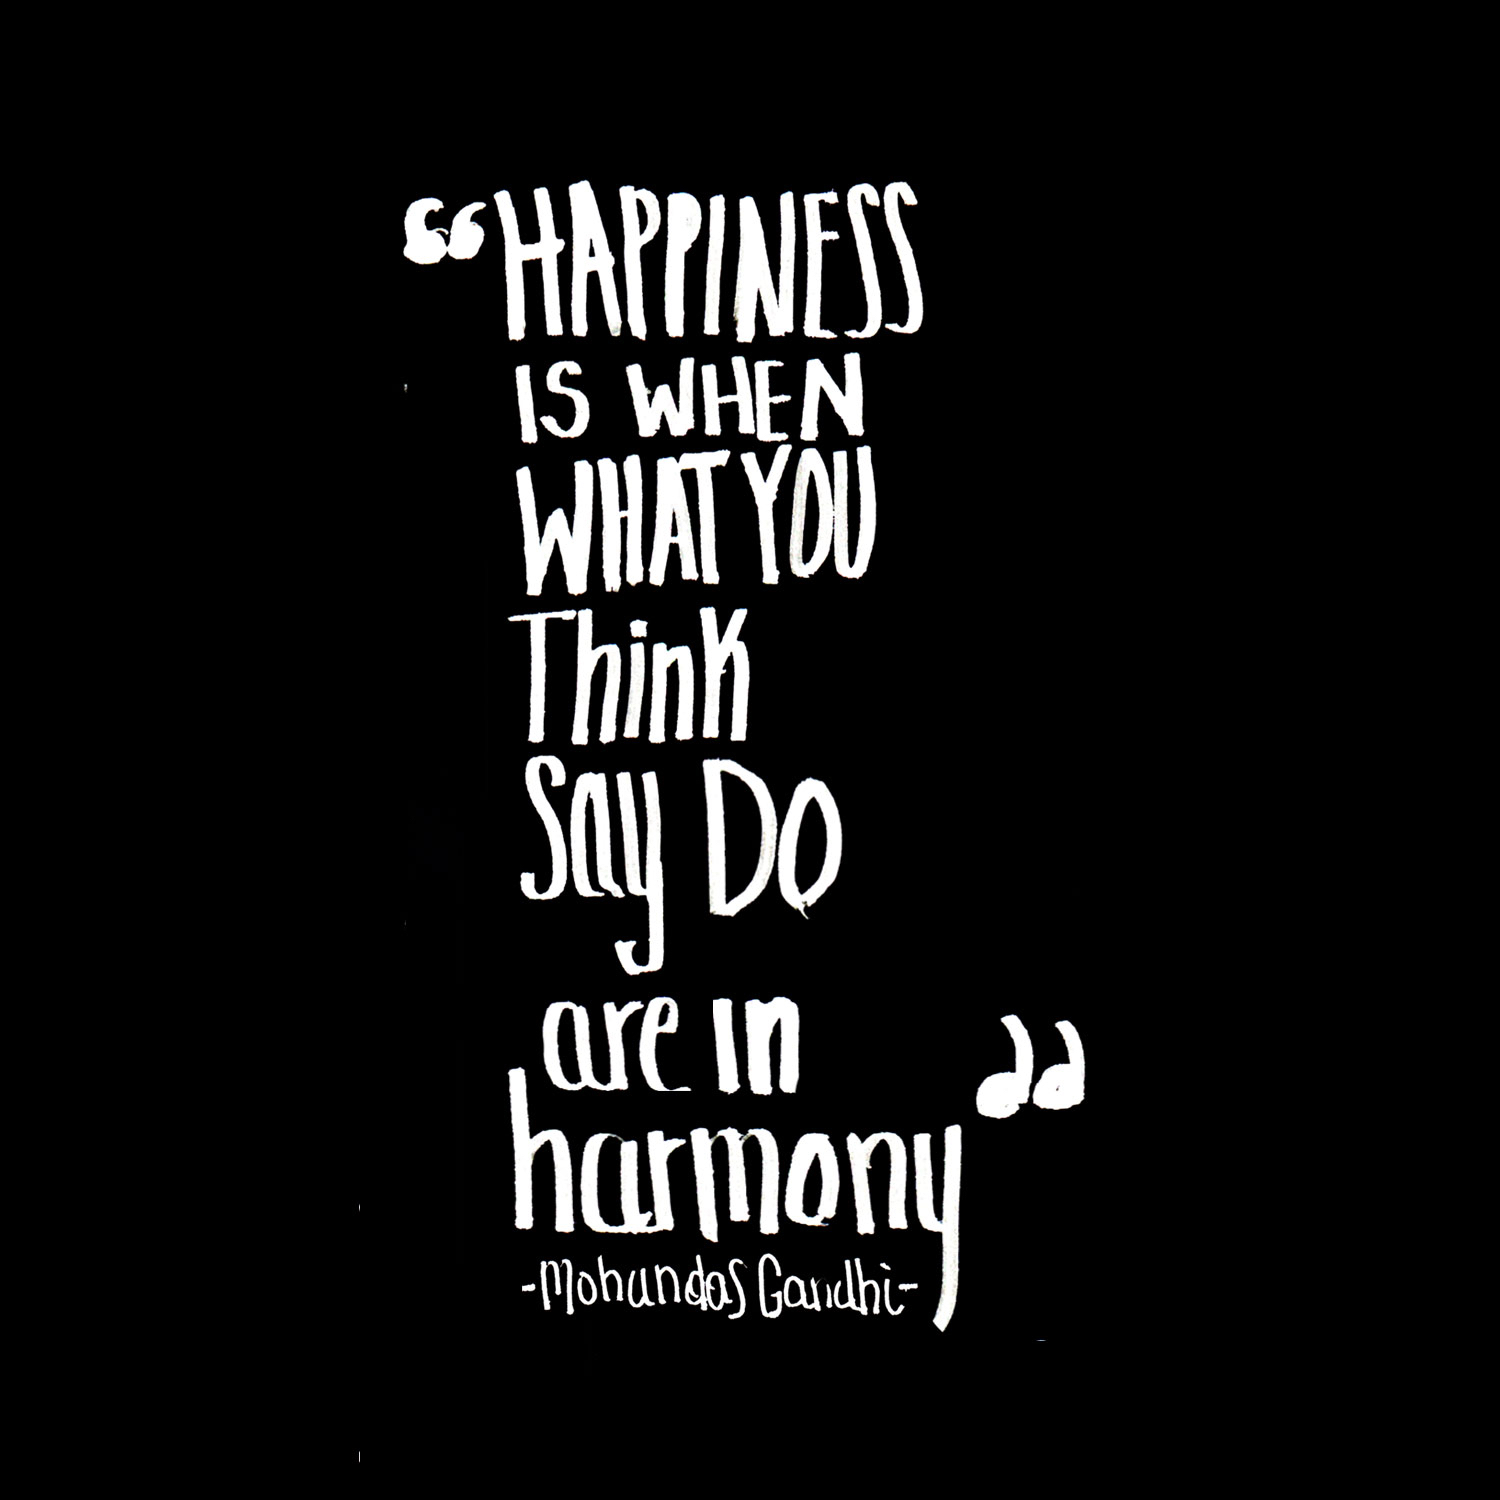 “HAPPINESS
IS WHEN
WHAT YOU
Think
Say Do
are in
harmony”
-Mohundas Gandhi-